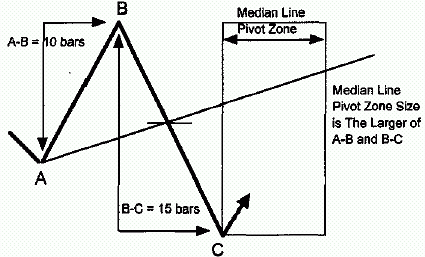 B
Median Line
Pivot Zone
A-B = 10 bars
Median Line
Pivot Zone Size
is The Larger of
A-B and B-C
A
B-C = 15 bars
C